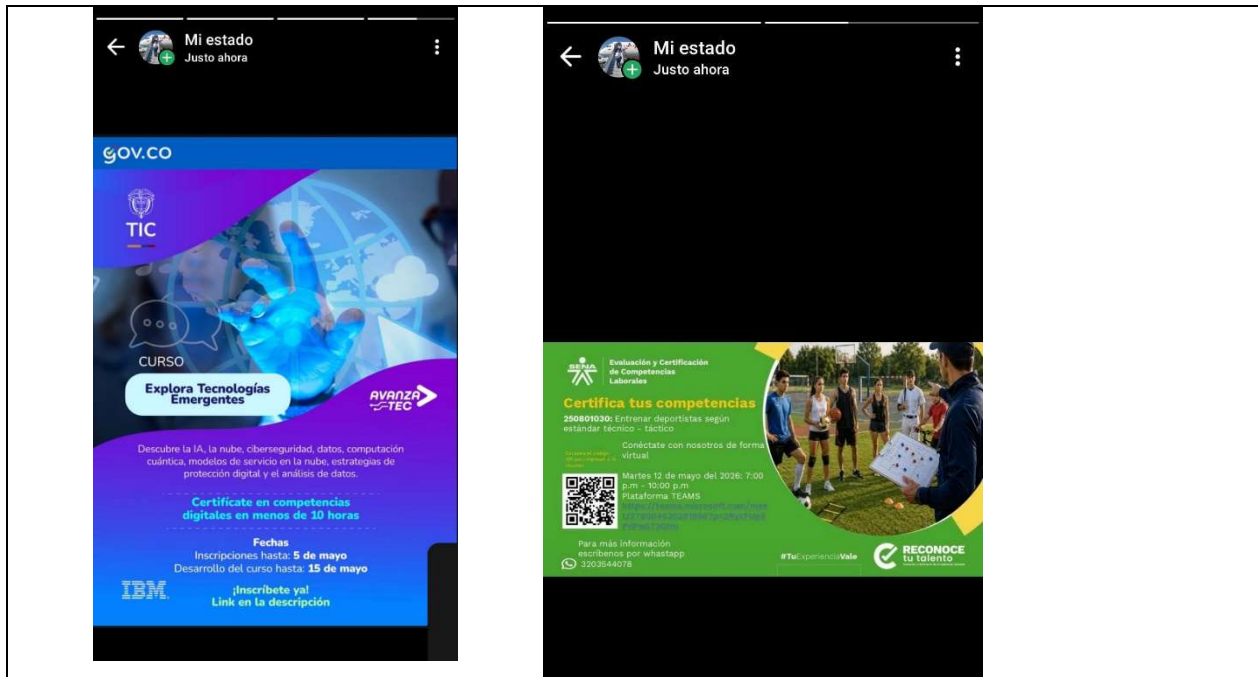 Mi estado
Justo ahora
gov.co
TIC
CURSO
Explora Tecnologías
Emergentes
AVANZA
TEC
Descubre la IA, la nube, ciberseguridad, datos, computación
cuántica, modelos de servicio en la nube, estrategias de
protección digital y el análisis de datos.
Certifícate en competencias
digitales en menos de 10 horas
Fechas
Inscripciones hasta: 5 de mayo
Desarrollo del curso hasta: 15 de mayo
IBM
¡Inscríbete ya!
Link en la descripción
Mi estado
Justo ahora
SENA
Evaluación y Certificación
de Competencias
Laborales
Certifica tus competencias
250801030: Entrenar deportistas según
estándar técnico - táctico
Conéctate con nosotros de forma
virtual
Martes 12 de mayo del 2026: 7:00
p.m - 10:00 p.m
Plataforma TEAMS
Para más información
escríbenos por whastapp
3203544078
#TuExperienciaVale
RECONOCE
tu talento